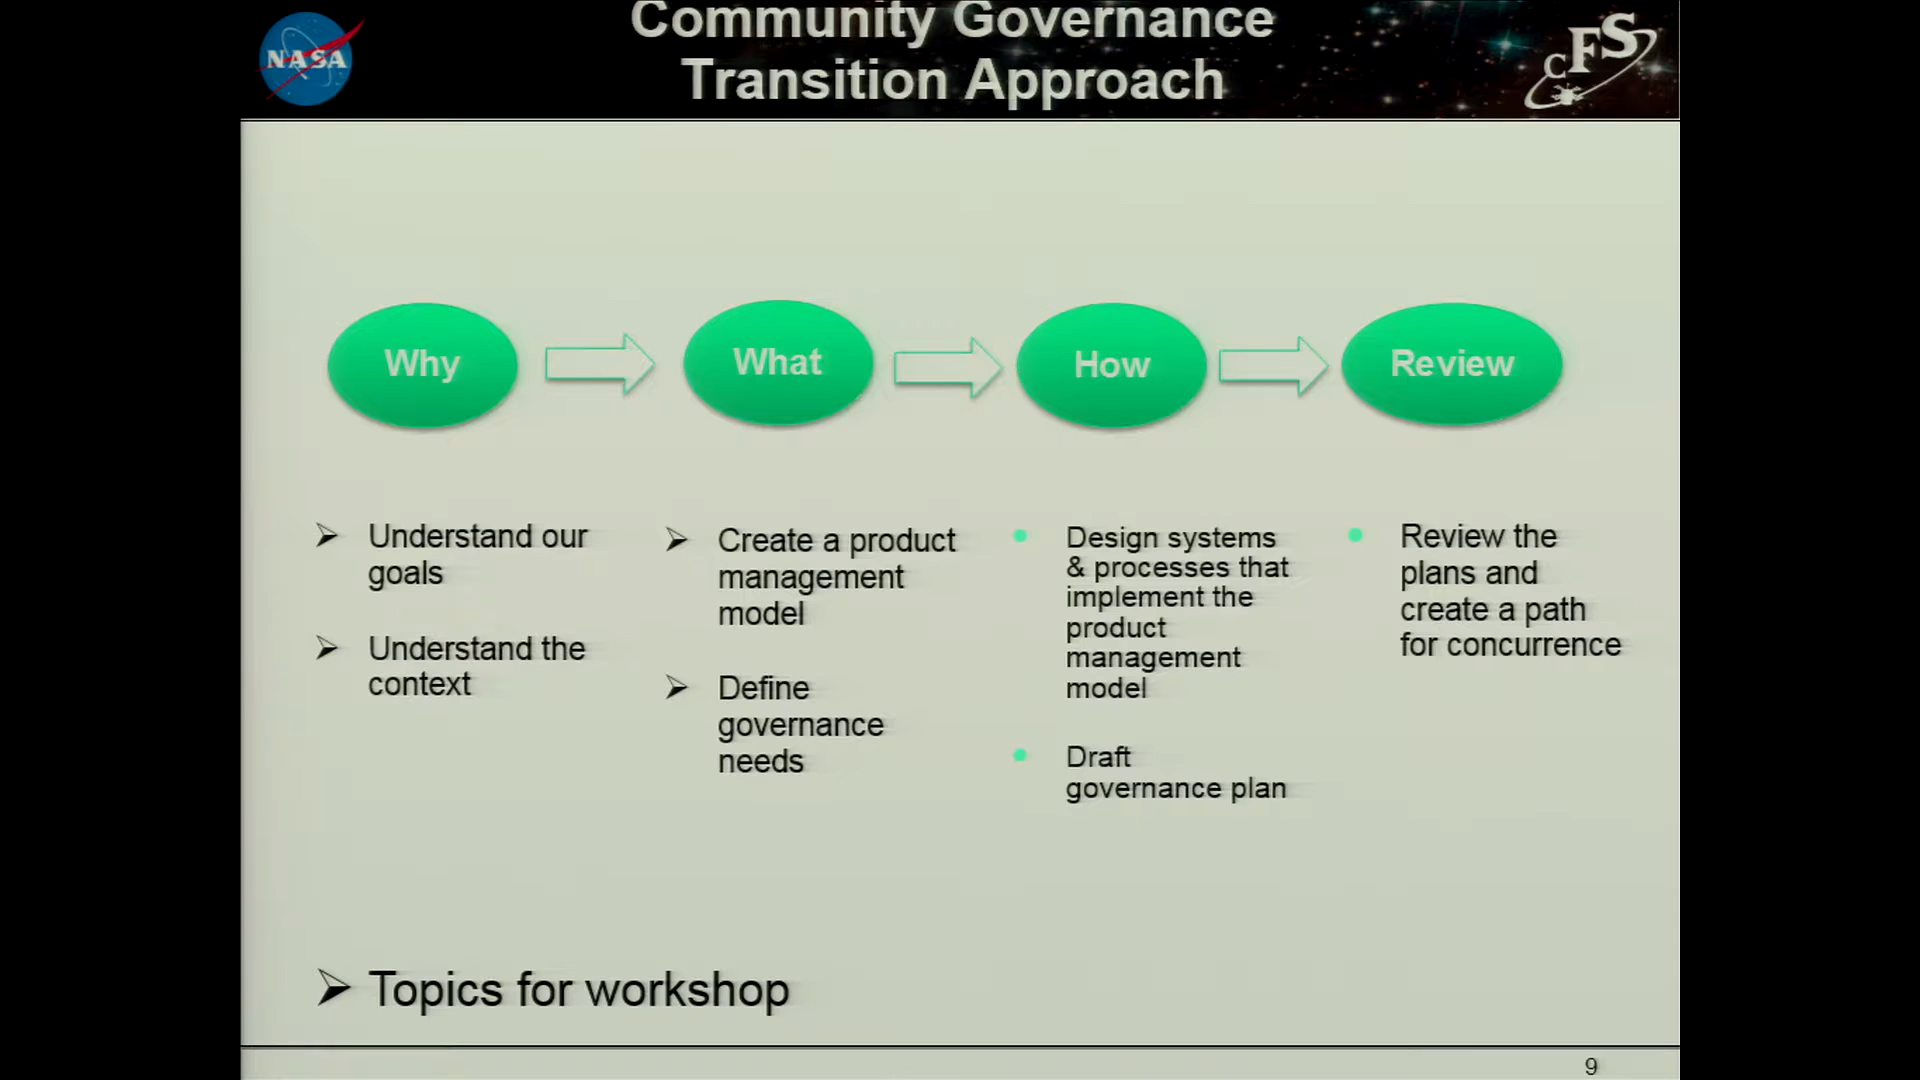 Community Governance
Transition Approach
NASA
cFS
Why
What
How
Review
Understand our
goals
Understand the
context
Create a product
management
model
Define
governance
needs
Design systems
& processes that
implement the
product
management
model
Draft
governance plan
Review the
plans and
create a path
for concurrence
Topics for workshop
9